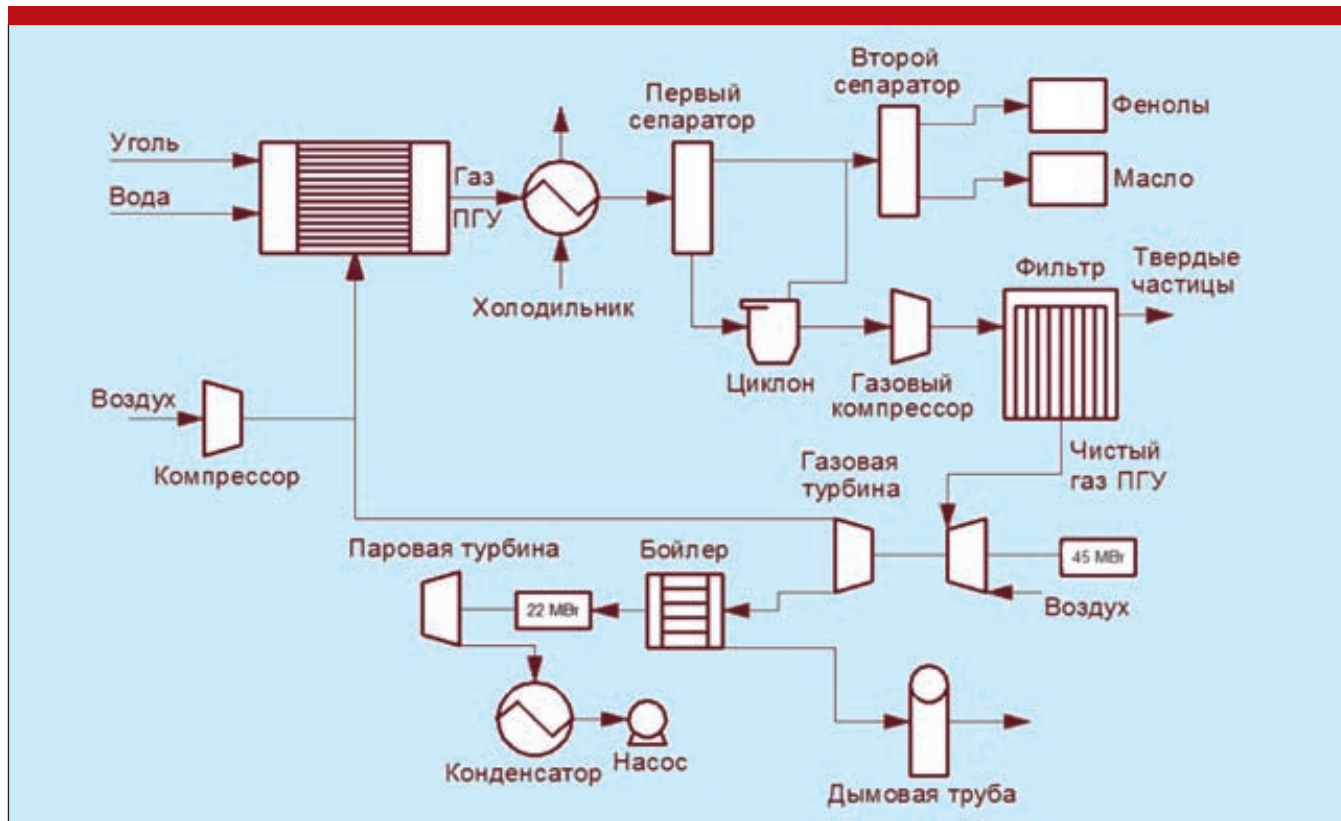 Второй
сепаратор
Первый
сепаратор
Фенолы
Уголь
Газ
Масло
Вода
ПГУ
Твердые
частицы
Фильтр
Холодильник
Циклон
Газовый
компрессор
Воздух
Компрессор
Чистый
газ ПГУ
Газовая
турбина
Паровая турбина
Бойлер
45 МВт
22 МВт
Воздух
Конденсатор
Насос
Дымовая труба